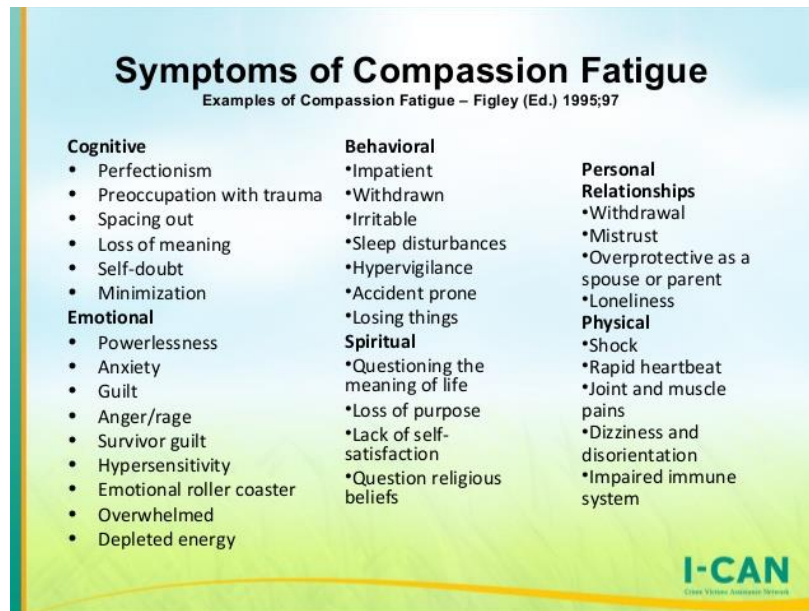 Symptoms of Compassion Fatigue
Examples of Compassion Fatigue – Figley (Ed.) 1995;97
Cognitive
• Perfectionism
• Preoccupation with trauma
• Spacing out
• Loss of meaning
• Self-doubt
• Minimization
Emotional
• Powerlessness
• Anxiety
• Guilt
• Anger/rage
• Survivor guilt
• Hypersensitivity
• Emotional roller coaster
• Overwhelmed
• Depleted energy
Behavioral
•Impatient
•Withdrawn
•Irritable
•Sleep disturbances
•Hypervigilance
•Accident prone
•Losing things
Spiritual
•Questioning the
meaning of life
•Loss of purpose
•Lack of self-
satisfaction
•Question religious
beliefs
Personal
Relationships
•Withdrawal
•Mistrust
•Overprotective as a
spouse or parent
•Loneliness
Physical
•Shock
•Rapid heartbeat
•Joint and muscle
pains
•Dizziness and
disorientation
•Impaired immune
system
I-CAN
Crime Victims Assistance Network